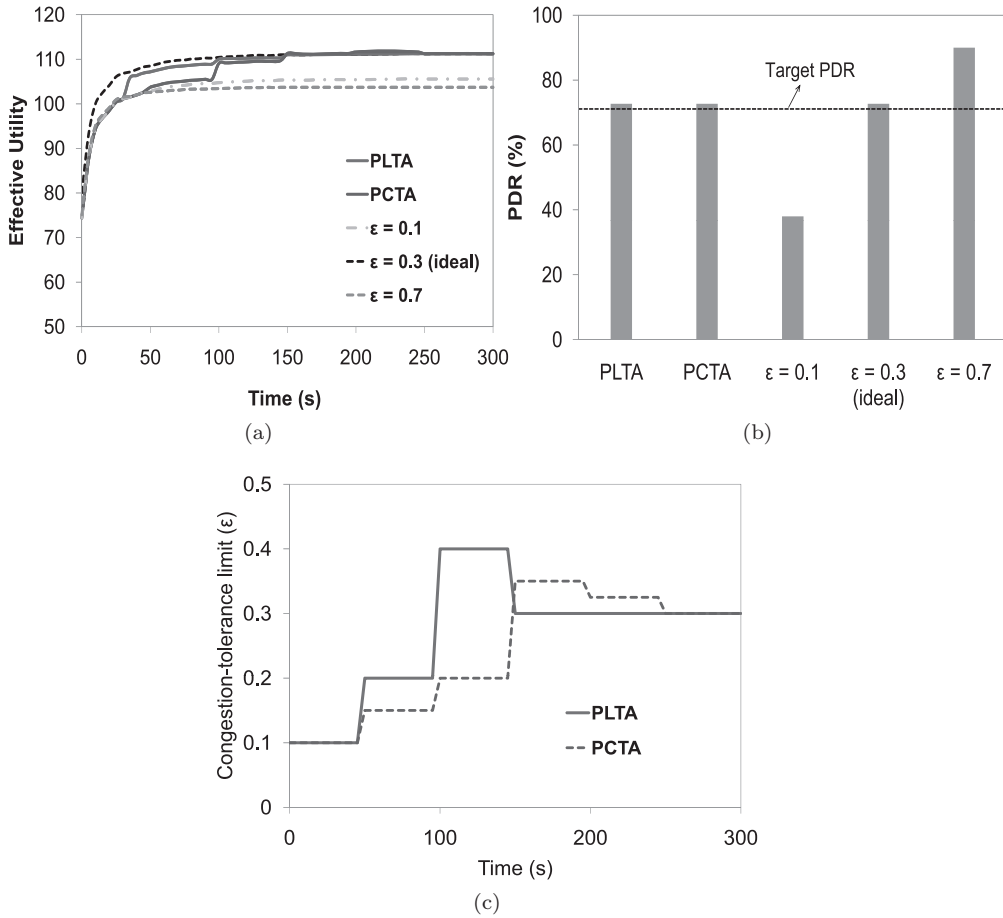 120
110
100
90
80
70
60
50
Effective Utility
0
50
100
150
200
250
300
Time (s)
PLTA
PCTA
ε = 0.1
ε = 0.3 (ideal)
ε = 0.7
(a)
100
80
60
40
20
0
PDR (%)
Target PDR
PLTA
PCTA
ε = 0.1
ε = 0.3
(ideal)
ε = 0.7
(b)
0.5
0.4
0.3
0.2
0.1
0
Congestion-tolerance limit (ε)
0
100
200
300
Time (s)
PLTA
PCTA
(c)